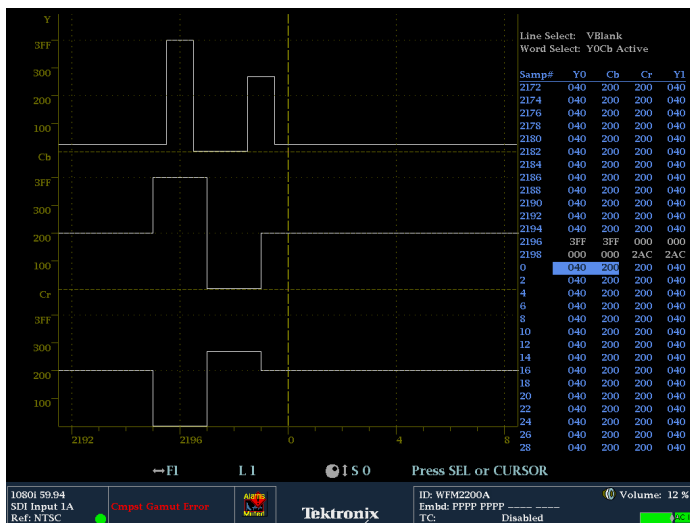 Y
3FF
300
200
100
Cb
3FF
300
200
100
Cr
3FF
300
200
100
2192 2196 0 4 8
Line Select: VBlank
Word Select: Y0Cb Active
Samp# Y0 Cb Cr Y1
2172 040 200 200 040
2174 040 200 200 040
2176 040 200 200 040
2178 040 200 200 040
2180 040 200 200 040
2182 040 200 200 040
2184 040 200 200 040
2186 040 200 200 040
2188 040 200 200 040
2190 040 200 200 040
2192 040 200 200 040
2194 040 200 200 040
2196 3FF 3FF 000 000
2198 000 000 2AC 2AC
0 040 200 200 040
2 040 200 200 040
4 040 200 200 040
6 040 200 200 040
8 040 200 200 040
10 040 200 200 040
12 040 200 200 040
14 040 200 200 040
16 040 200 200 040
18 040 200 200 040
20 040 200 200 040
22 040 200 200 040
24 040 200 200 040
26 040 200 200 040
28 040 200 200 040
↔F1 L 1 ↕ S 0 Press SEL or CURSOR
1080i 59.94
SDI Input 1A
Ref: NTSC
Cmpst Gamut Error
Alarms
Muted
Tektronix
ID: WFM2200A
Embd: PPPP PPPP ---- ----
TC: Disabled
Volume: 12 %